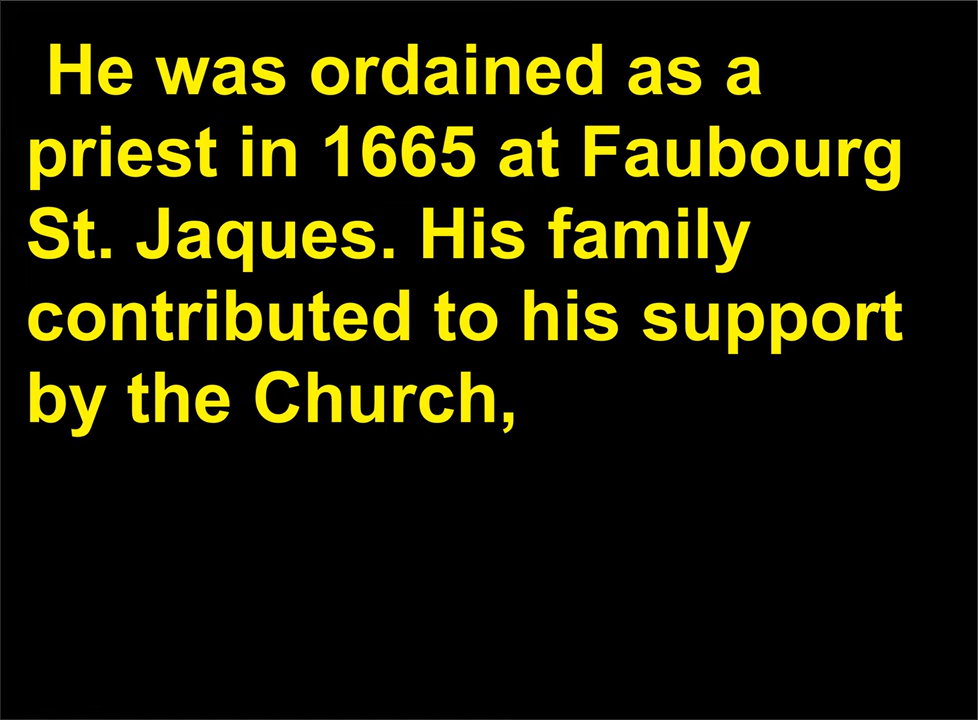 He was ordained as a
priest in 1665 at Faubourg
St. Jaques. His family
contributed to his support
by the Church,